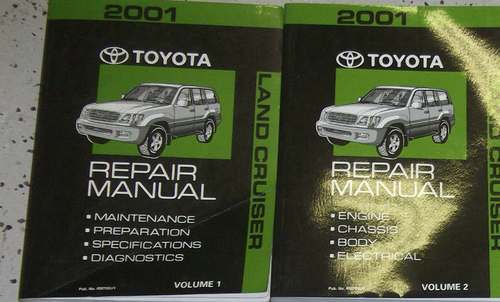 2001
TOYOTA
LAND CRUISER
REPAIR
MANUAL
▪ MAINTENANCE
▪ PREPARATION
▪ SPECIFICATIONS
▪ DIAGNOSTICS
VOLUME 1
2001
TOYOTA
CRUISER
REPAIR
MANUAL
▪ ENGINE
▪ CHASSIS
▪ BODY
▪ ELECTRICAL
VOLUME 2